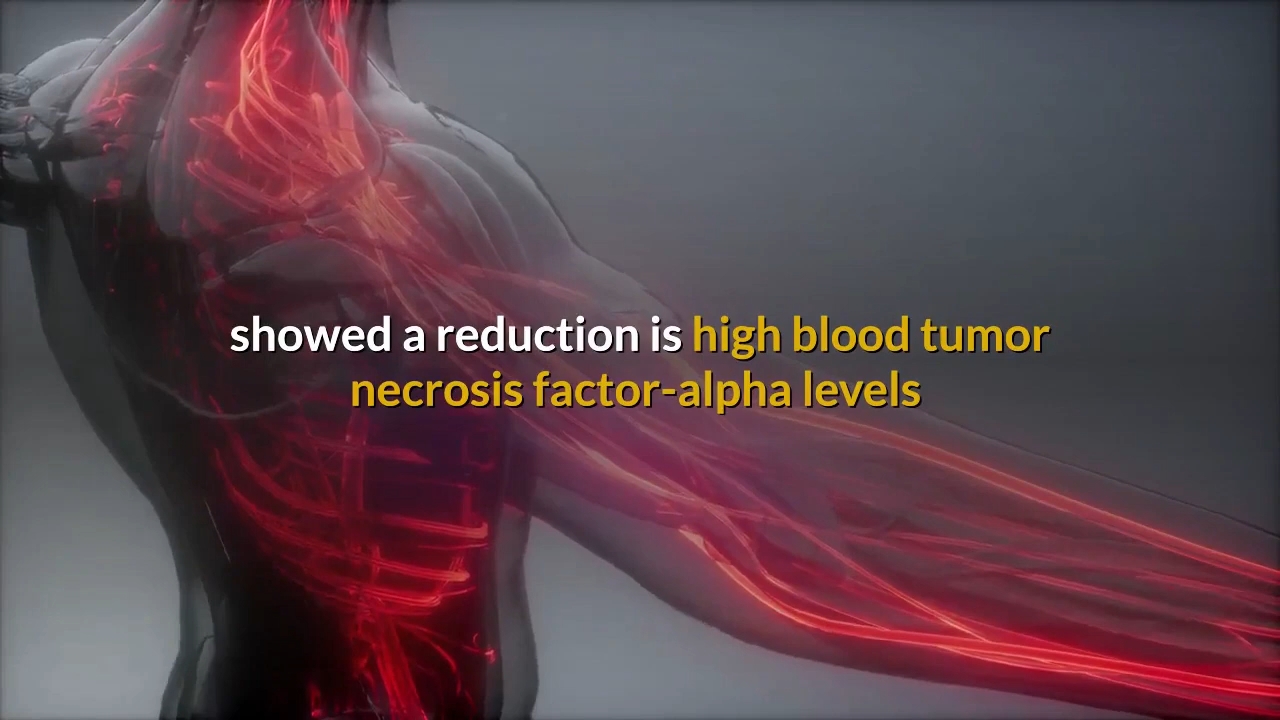 showed a reduction is high blood tumor
necrosis factor-alpha levels